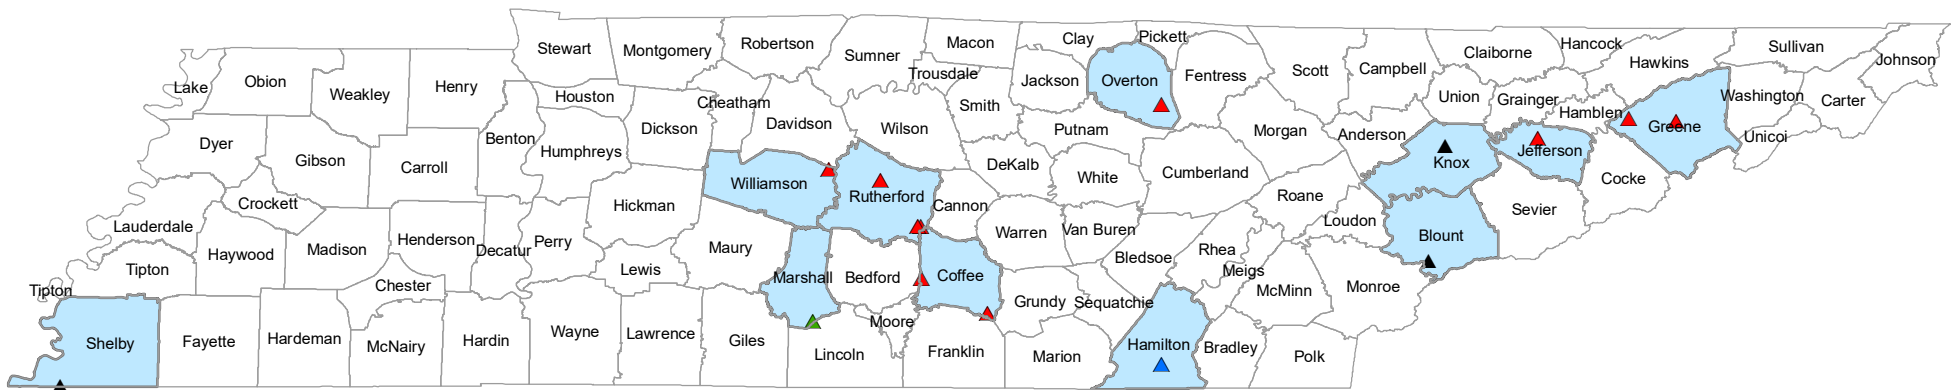 Stewart
Montgomery
Robertson
Sumner
Macon
Clay
Pickett
Claiborne
Hancock
Sullivan
Johnson
Lake
Obion
Weakley
Henry
Houston
Cheatham
Trousdale
Jackson
Overton
Fentress
Scott
Campbell
Union
Grainger
Hawkins
Washington
Carter
Dyer
Gibson
Carroll
Benton
Humphreys
Dickson
Davidson
Wilson
Smith
Putnam
Morgan
Anderson
Hamblen
Greene
Unicoi
Lauderdale
Crockett
Hickman
Williamson
Rutherford
Cannon
DeKalb
White
Cumberland
Roane
Knox
Jefferson
Cocke
Tipton
Haywood
Madison
Henderson
Decatur
Perry
Lewis
Maury
Marshall
Bedford
Coffee
Warren
Van Buren
Bledsoe
Rhea
Meigs
Loudon
Blount
Sevier
Tipton
Chester
Moore
Grundy
Sequatchie
McMinn
Monroe
Shelby
Fayette
Hardeman
McNairy
Hardin
Wayne
Lawrence
Giles
Lincoln
Franklin
Marion
Hamilton
Bradley
Polk